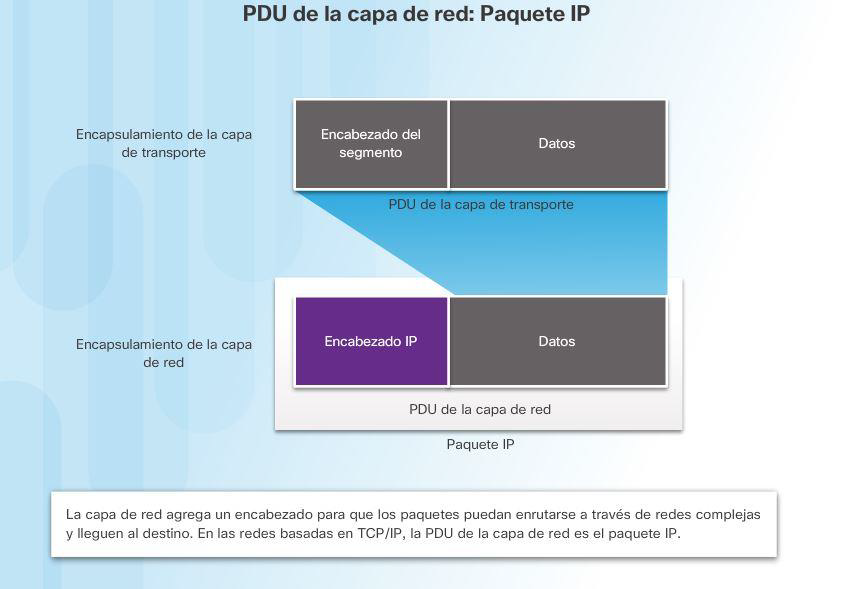 PDU de la capa de red: Paquete IP
Encapsulamiento de la capa
de transporte
Encabezado del
segmento
Datos
PDU de la capa de transporte
Encapsulamiento de la capa
de red
Encabezado IP
Datos
PDU de la capa de red
Paquete IP
La capa de red agrega un encabezado para que los paquetes puedan enrutarse a través de redes complejas
y lleguen al destino. En las redes basadas en TCP/IP, la PDU de la capa de red es el paquete IP.